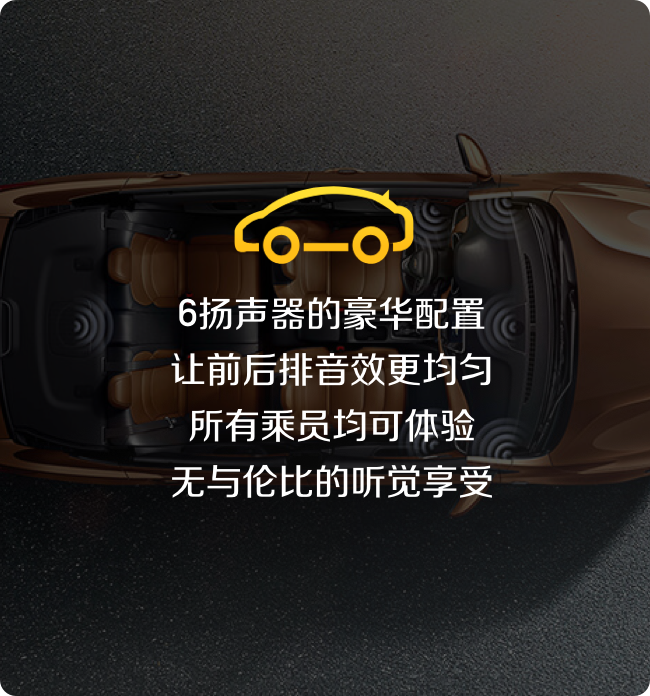 6扬声器的豪华配置
让前后排音效更均匀
所有乘员均可体验
无与伦比的听觉享受